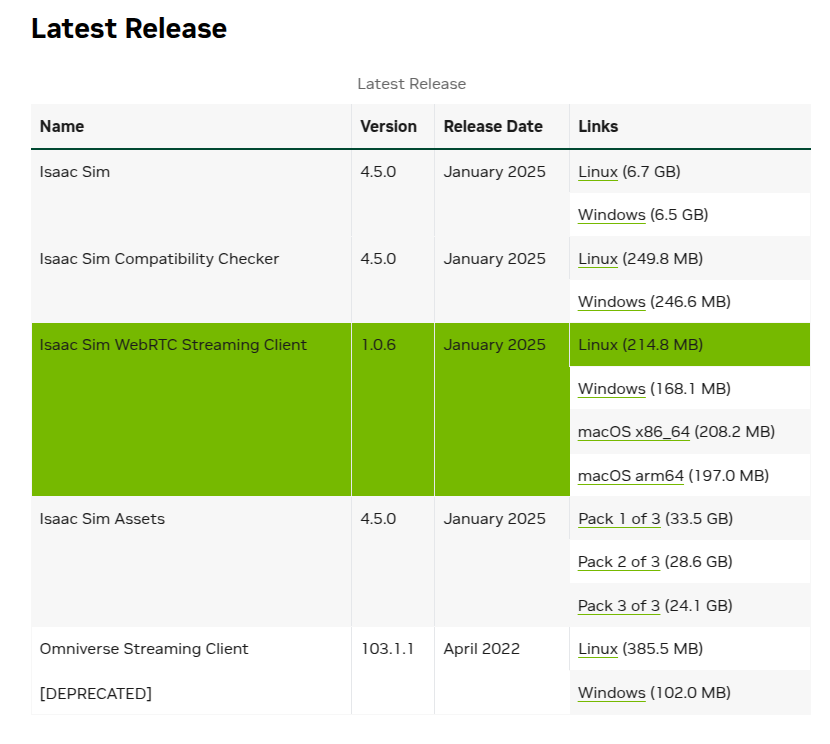 Latest Release
Latest Release
Name Version Release Date Links
Isaac Sim 4.5.0 January 2025 Linux (6.7 GB)
Windows (6.5 GB)
Isaac Sim Compatibility Checker 4.5.0 January 2025 Linux (249.8 MB)
Windows (246.6 MB)
Isaac Sim WebRTC Streaming Client 1.0.6 January 2025 Linux (214.8 MB)
Windows (168.1 MB)
macOS x86_64 (208.2 MB)
macOS arm64 (197.0 MB)
Isaac Sim Assets 4.5.0 January 2025 Pack 1 of 3 (33.5 GB)
Pack 2 of 3 (28.6 GB)
Pack 3 of 3 (24.1 GB)
Omniverse Streaming Client 103.1.1 April 2022 Linux (385.5 MB)
[DEPRECATED] Windows (102.0 MB)